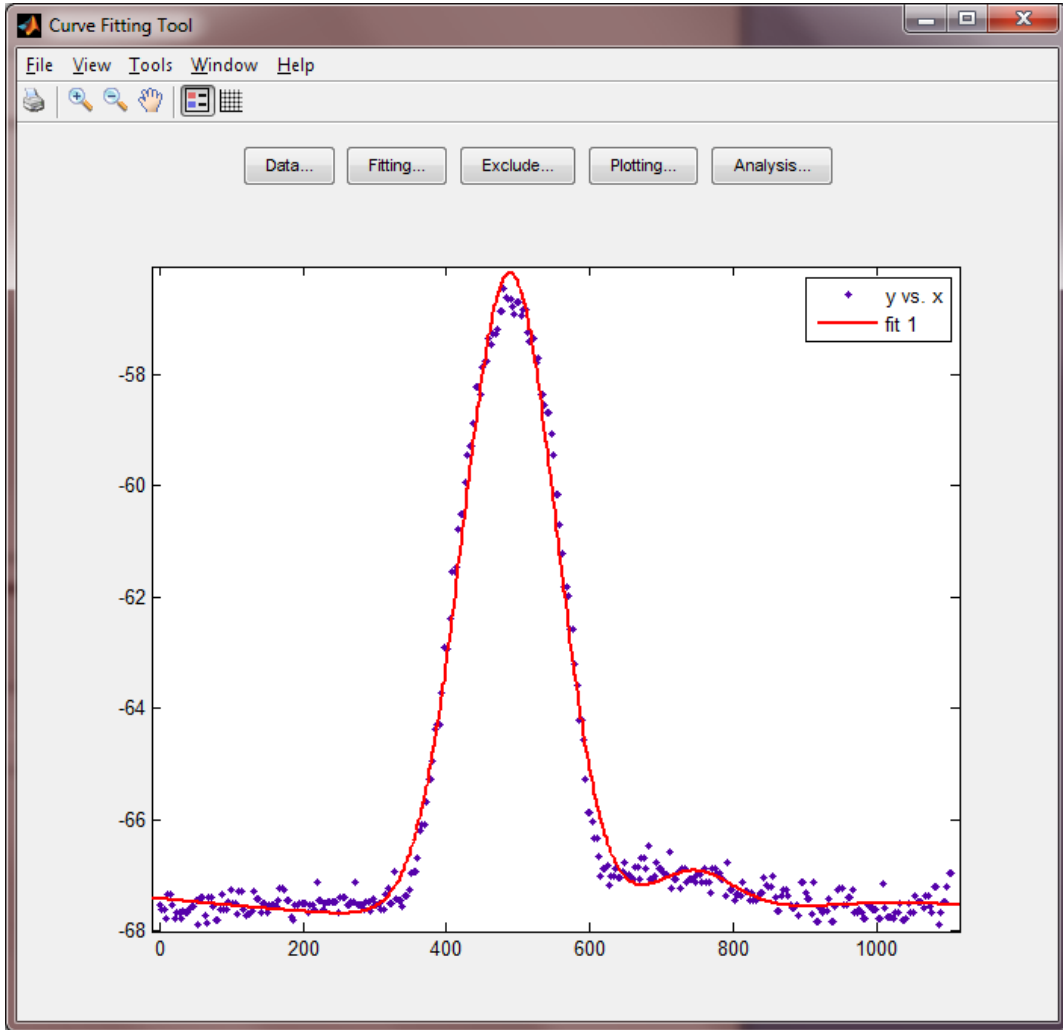 Curve Fitting Tool
File View Tools Window Help
Data... Fitting... Exclude... Plotting... Analysis...
y vs. x
fit 1
-58
-60
-62
-64
-66
-68
0 200 400 600 800 1000